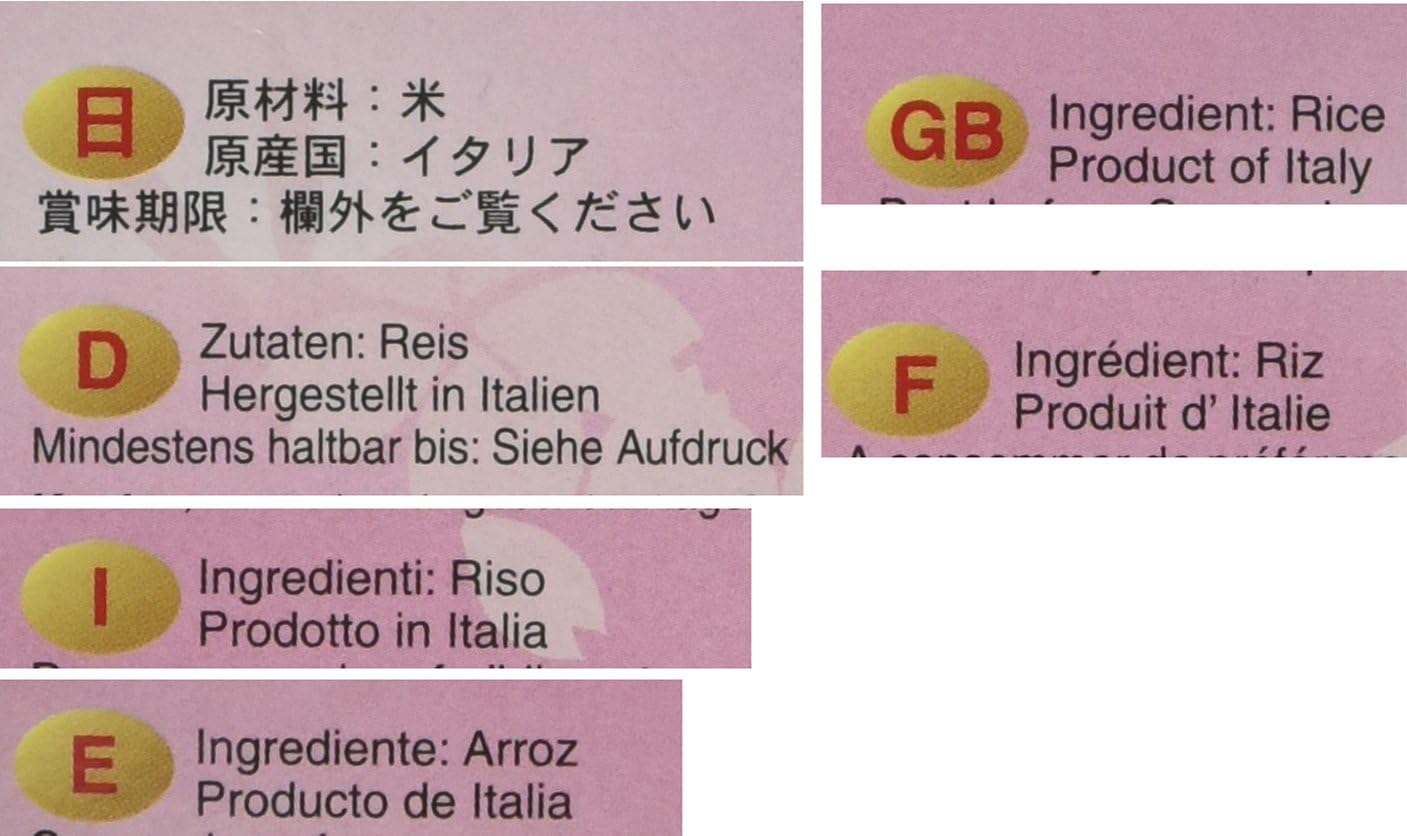 日
原材料：米
原産国：イタリア
賞味期限：欄外をご覧ください
GB
Ingredient: Rice
Product of Italy
D
Zutaten: Reis
Hergestellt in Italien
Mindestens haltbar bis: Siehe Aufdruck
F
Ingrédient: Riz
Produit d' Italie
I
Ingredienti: Riso
Prodotto in Italia
E
Ingrediente: Arroz
Producto de Italia